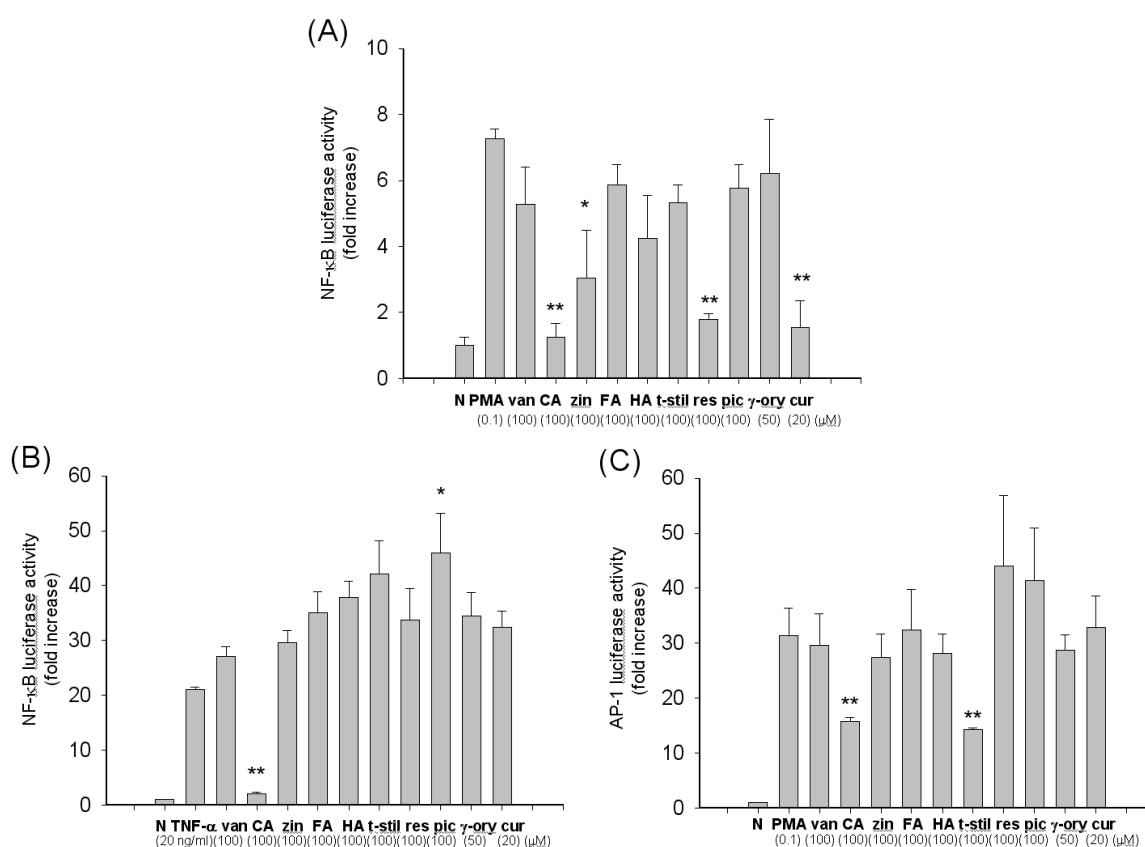 (A)
NF-κB luciferase activity
(fold increase)
10
8
6
4
2
0
*
**
**
**
N PMA van CA zin FA HA t-stil res pic γ-ory cur
(0.1) (100) (100)(100)(100)(100)(100)(100)(100) (50) (20) (μM)
(B)
NF-κB luciferase activity
(fold increase)
60
50
40
30
20
10
0
*
**
N TNF-α van CA zin FA HA t-stil res pic γ-ory cur
(20 ng/ml)(100) (100)(100)(100)(100)(100)(100)(100) (50) (20) (μM)
(C)
AP-1 luciferase activity
(fold increase)
60
50
40
30
20
10
0
**
**
N PMA van CA zin FA HA t-stil res pic γ-ory cur
(0.1) (100) (100)(100)(100)(100)(100)(100)(100) (50) (20) (μM)